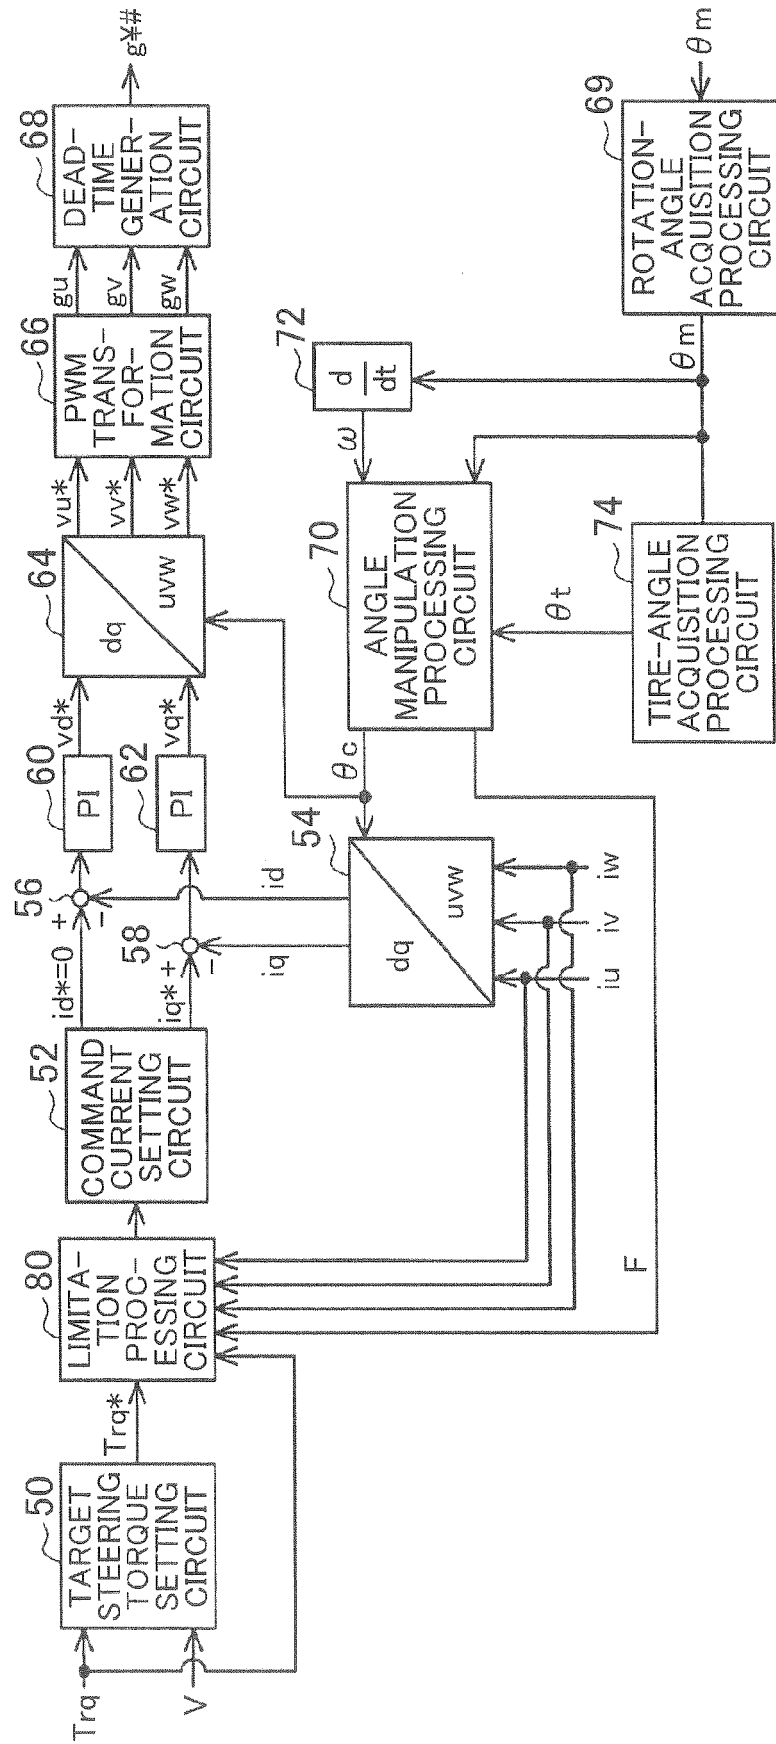 Trq
V
50
TARGET
STEERING
TORQUE
SETTING
CIRCUIT
Trq*
80
LIMITA-
TION
PROC-
ESSING
CIRCUIT
52
COMMAND
CURRENT
SETTING
CIRCUIT
id*=0
iq*
+
-
56
+
-
58
60
PI
62
PI
vd*
vq*
64
dq
uvw
vu*
vv*
vw*
66
PWM
TRANS-
FOR-
MATION
CIRCUIT
gu
gv
gw
68
DEAD-
TIME
GENER-
ATION
CIRCUIT
g¥#
iq
id
54
dq
uvw
iu
iv
iw
θc
70
ANGLE
MANIPULATION
PROCESSING
CIRCUIT
ω
72
d
dt
F
θt
74
TIRE-ANGLE
ACQUISITION
PROCESSING
CIRCUIT
θm
69
ROTATION-
ANGLE
ACQUISITION
PROCESSING
CIRCUIT
θm